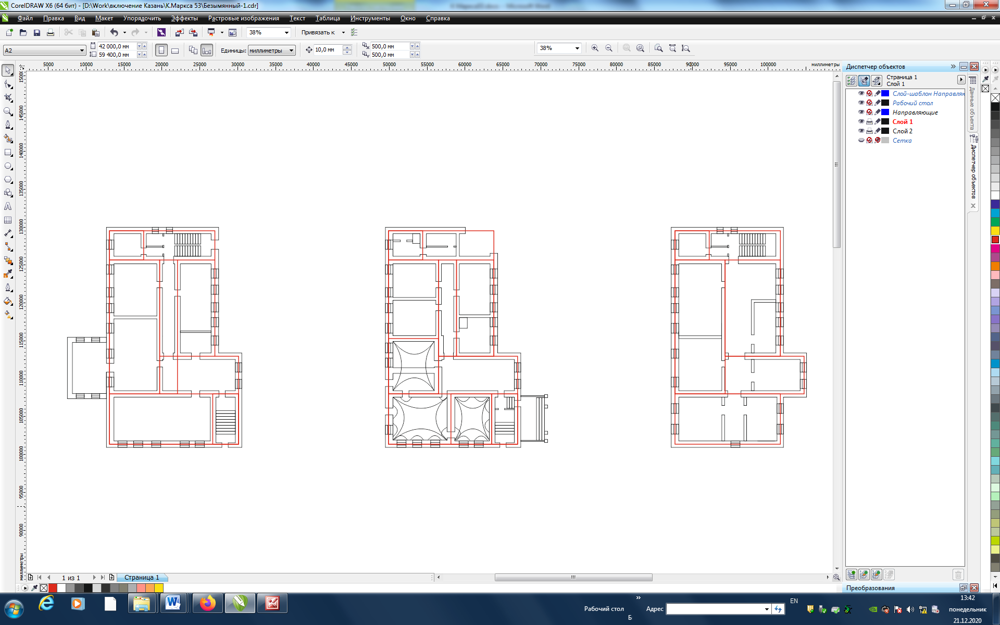 CorelDRAW X6 (64 бит) - [D:\Work\включение Казань\К.Маркса 53\Безымянный-1.cdr]
Файл Правка Вид Макет Упорядочить Эффекты Растровые изображения Текст Таблица Инструменты Окно Справка
38% Привязать к
A2 42 000,0 мм 59 400,0 мм Единицы: миллиметры 10,0 мм 500,0 мм 500,0 мм 38%
5000 10000 15000 20000 25000 30000 35000 40000 45000 50000 55000 60000 65000 70000 75000 80000 85000 90000 95000 100000 миллиметры
15000
145000
140000
135000
130000
125000
120000
115000
110000
105000
100000
95000
90000
миллиметры
Диспетчер объектов
Страница 1
Слой 1
Слой-шаблон Направляю
Рабочий стол
Направляющие
Слой 1
Слой 2
Сетка
Данные объекта
Диспетчер объектов
1 из 1 Страница 1
Преобразования
Рабочий стол » Адрес EN
Б
13:42
понедельник
21.12.2020